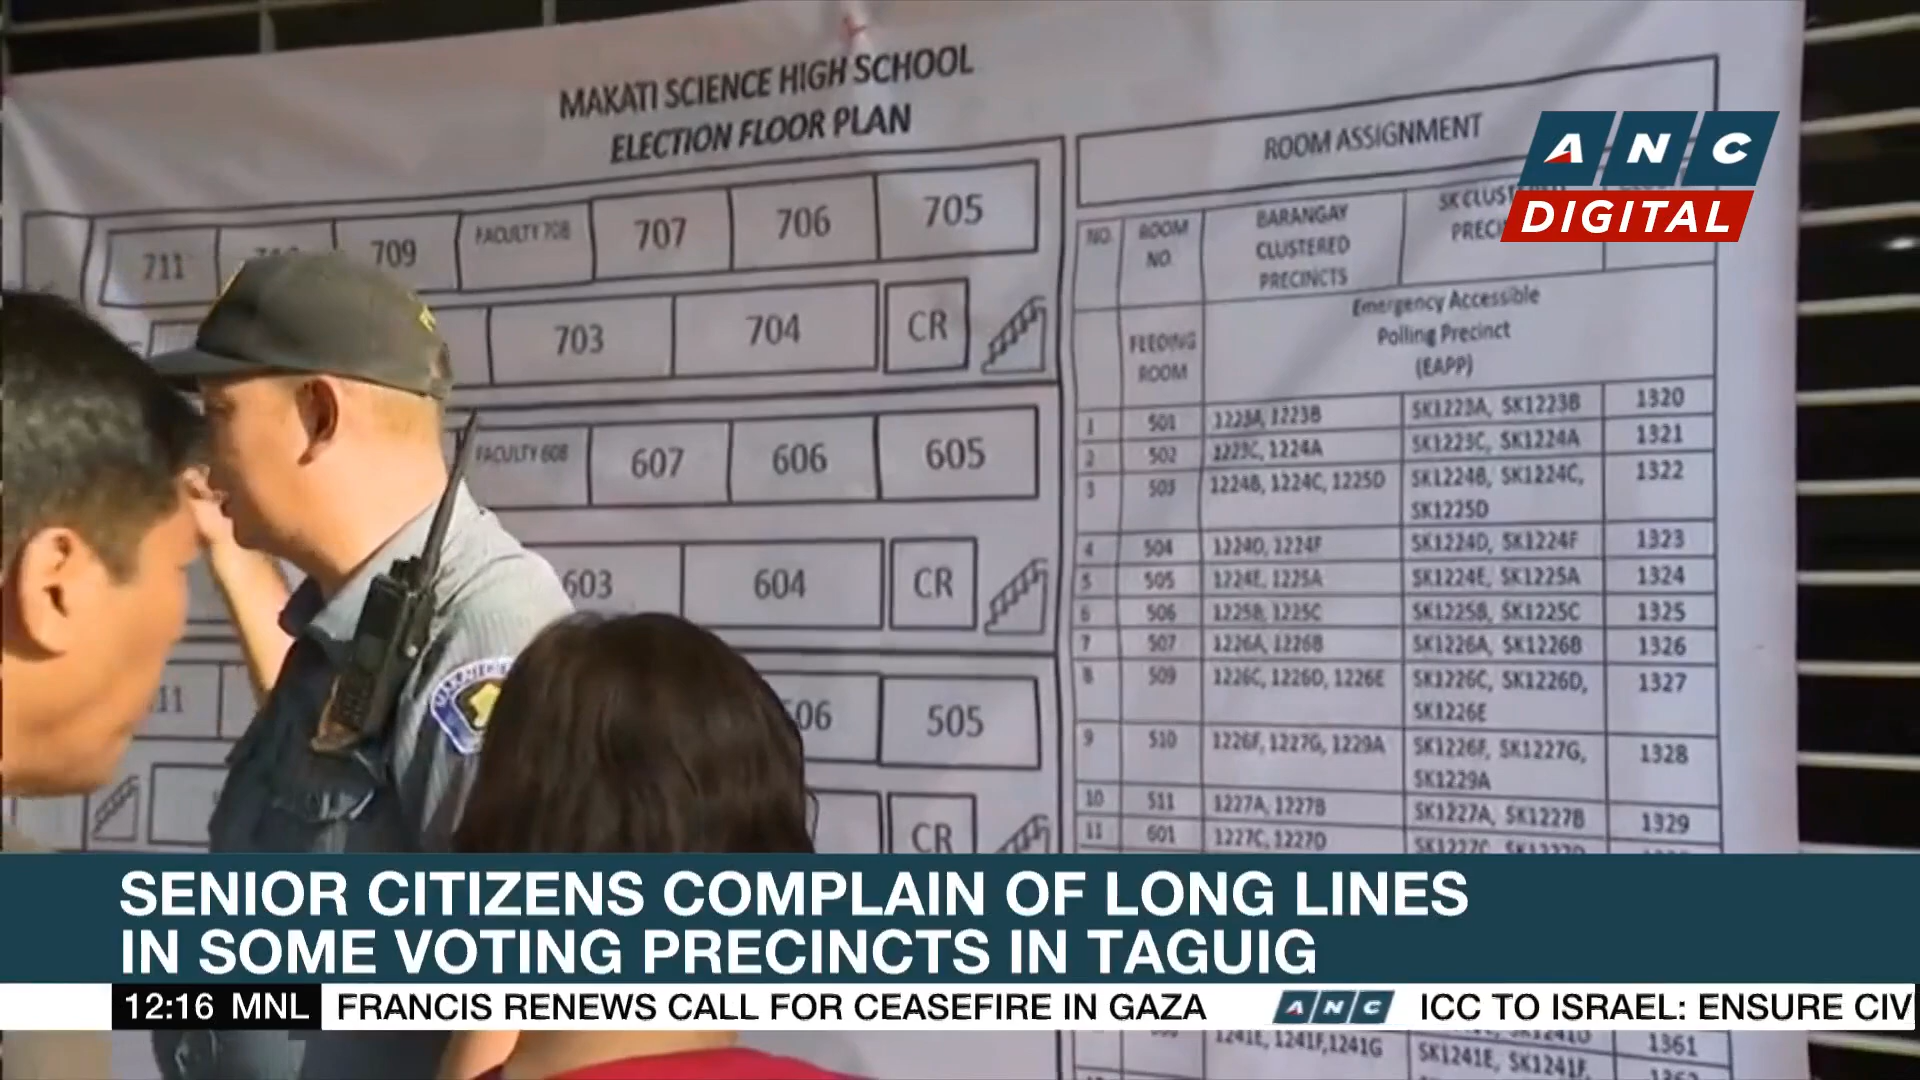 MAKATI SCIENCE HIGH SCHOOL
ELECTION FLOOR PLAN
711
709
FACULTY 708
707
706
705
703
704
CR
FACULTY 608
607
606
605
603
604
CR
505
CR
ROOM ASSIGNMENT
NO.
ROOM NO.
BARANGAY CLUSTERED PRECINCTS
FEEDING ROOM
Emergency Accessible
Polling Precinct
(EAPP)
1 501 1223A, 1223B SK1223A, SK1223B 1320
2 502 1223C, 1224A SK1223C, SK1224A 1321
3 503 1224B, 1224C, 1225D SK1224B, SK1224C, SK1225D 1322
4 504 1224D, 1224F SK1224D, SK1224F 1323
5 505 1224E, 1225A SK1224E, SK1225A 1324
6 506 1225B, 1225C SK1225B, SK1225C 1325
7 507 1226A, 1226B SK1226A, SK1226B 1326
8 509 1226C, 1226D, 1226E SK1226C, SK1226D, SK1226E 1327
9 510 1226F, 1227G, 1229A SK1226F, SK1227G, SK1229A 1328
10 511 1227A, 1227B SK1227A, SK1227B 1329
11 601 1227C, 1227D
1241E, 1241F, 1241G SK1241E, SK1241F, 1361
ANC
DIGITAL
SENIOR CITIZENS COMPLAIN OF LONG LINES
IN SOME VOTING PRECINCTS IN TAGUIG
12:16 MNL FRANCIS RENEWS CALL FOR CEASEFIRE IN GAZA ANC ICC TO ISRAEL: ENSURE CIV